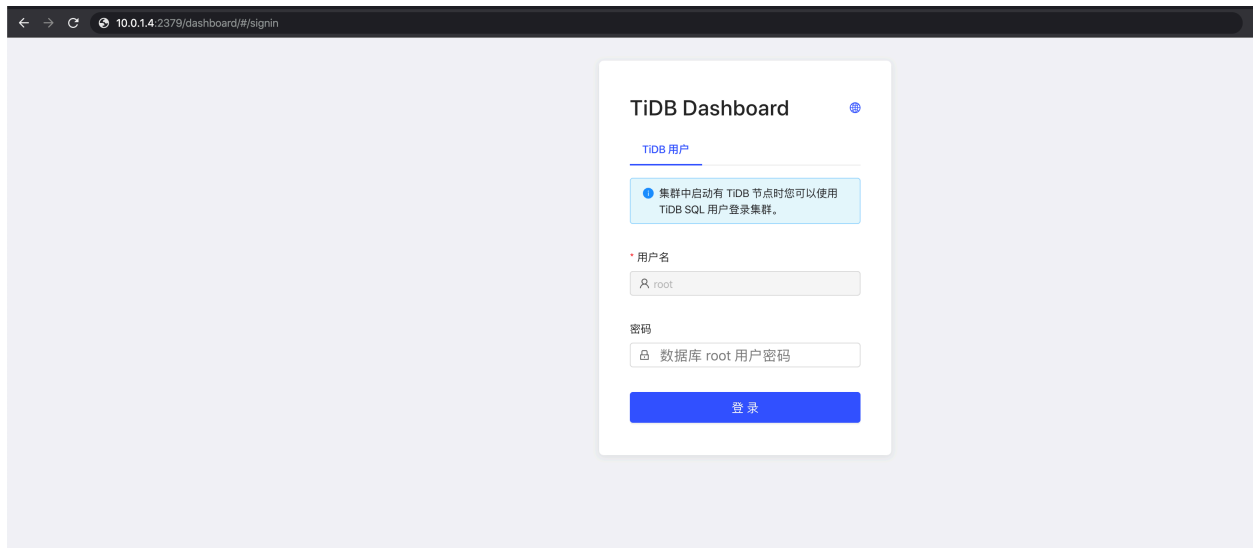 10.0.1.4:2379/dashboard/#/signin
TiDB Dashboard
TiDB 用户
集群中启动有 TiDB 节点时您可以使用
TiDB SQL 用户登录集群。
* 用户名
root
密码
数据库 root 用户密码
登 录